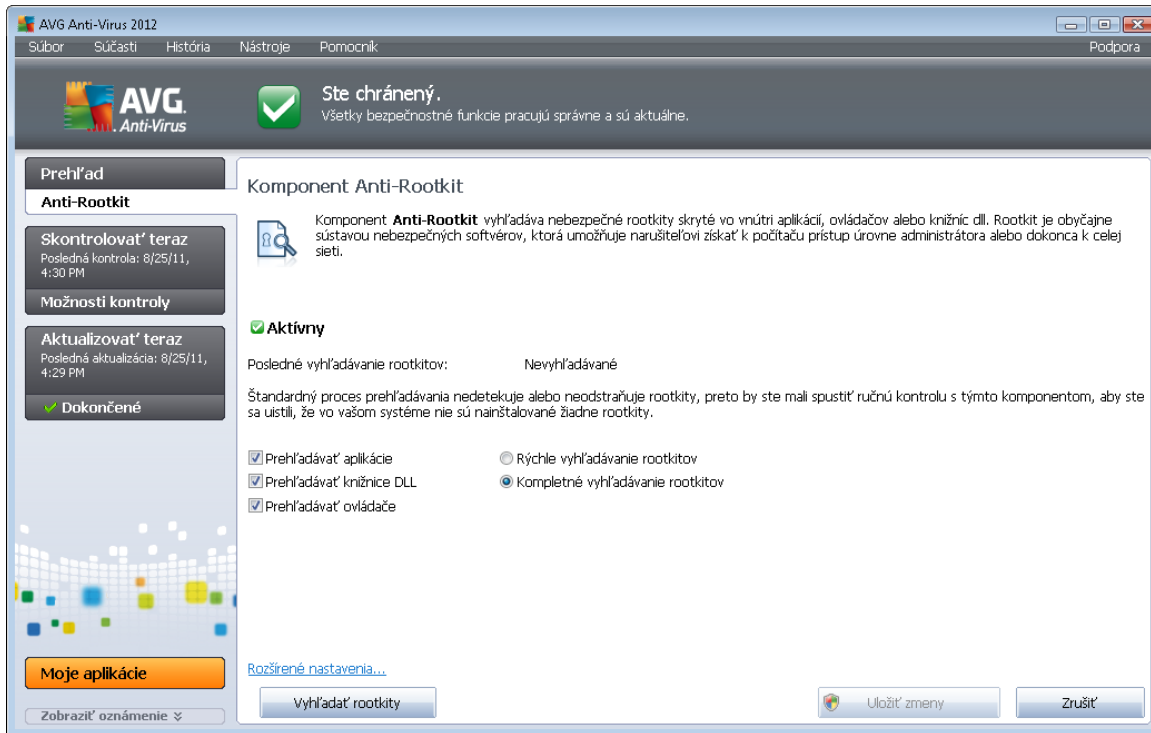 AVG Anti-Virus 2012
Súbor Súčasti História Nástroje Pomocník Podpora
AVG.
Anti-Virus
Ste chránený.
Všetky bezpečnostné funkcie pracujú správne a sú aktuálne.
Prehľad
Anti-Rootkit
Skontrolovať teraz
Posledná kontrola: 8/25/11,
4:30 PM
Možnosti kontroly
Aktualizovať teraz
Posledná aktualizácia: 8/25/11,
4:29 PM
Dokončené
Moje aplikácie
Zobraziť oznámenie
Komponent Anti-Rootkit
Komponent Anti-Rootkit vyhľadáva nebezpečné rootkity skryté vo vnútri aplikácií, ovládačov alebo knižníc dll. Rootkit je obyčajne
sústavou nebezpečných softvérov, ktorá umožňuje narušiteľovi získať k počítaču prístup úrovne administrátora alebo dokonca k celej
sieti.
Aktívny
Posledné vyhľadávanie rootkitov: Nevyhľadávané
Štandardný proces prehľadávania nedetekuje alebo neodstraňuje rootkity, preto by ste mali spustiť ručnú kontrolu s týmto komponentom, aby ste
sa uistili, že vo vašom systéme nie sú nainštalované žiadne rootkity.
Prehľadávať aplikácie Rýchle vyhľadávanie rootkitov
Prehľadávať knižnice DLL Kompletné vyhľadávanie rootkitov
Prehľadávať ovládače
Rozšírené nastavenia...
Vyhľadať rootkity Uložiť zmeny Zrušiť